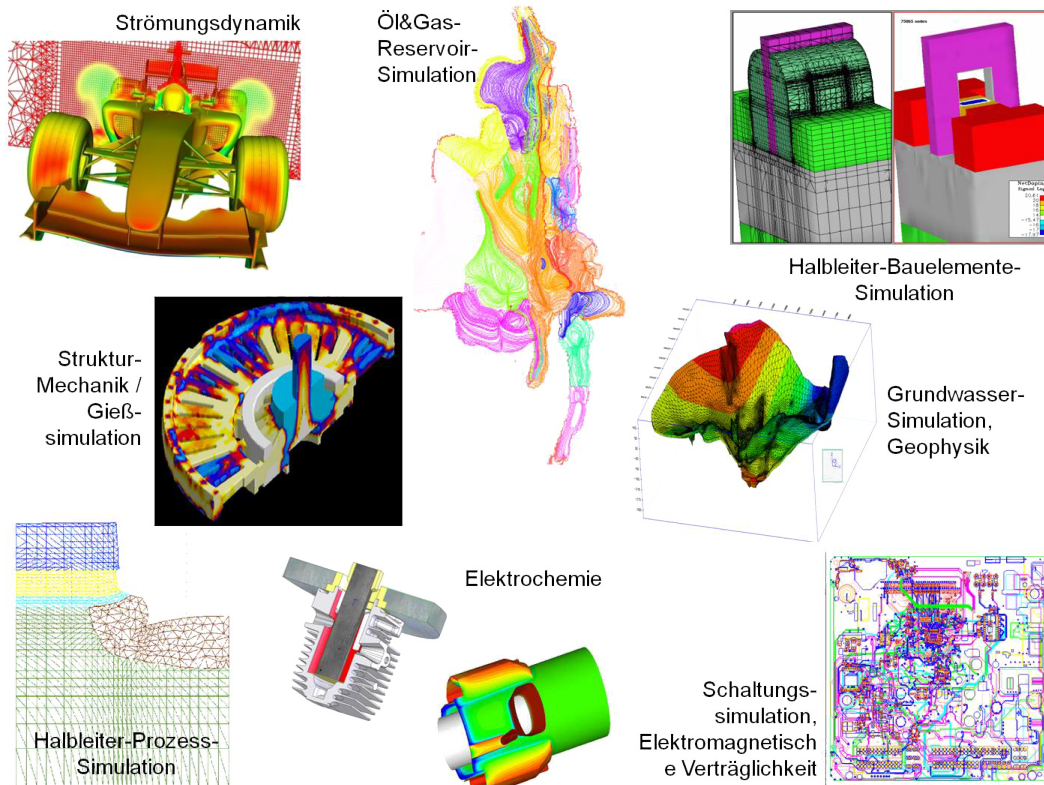 Strömungsdynamik
Öl&Gas-
Reservoir-
Simulation
Halbleiter-Bauelemente-
Simulation
Struktur-
Mechanik /
Gieß-
simulation
Grundwasser-
Simulation,
Geophysik
Elektrochemie
Halbleiter-Prozess-
Simulation
Schaltungs-
simulation,
Elektromagnetisch
e Verträglichkeit